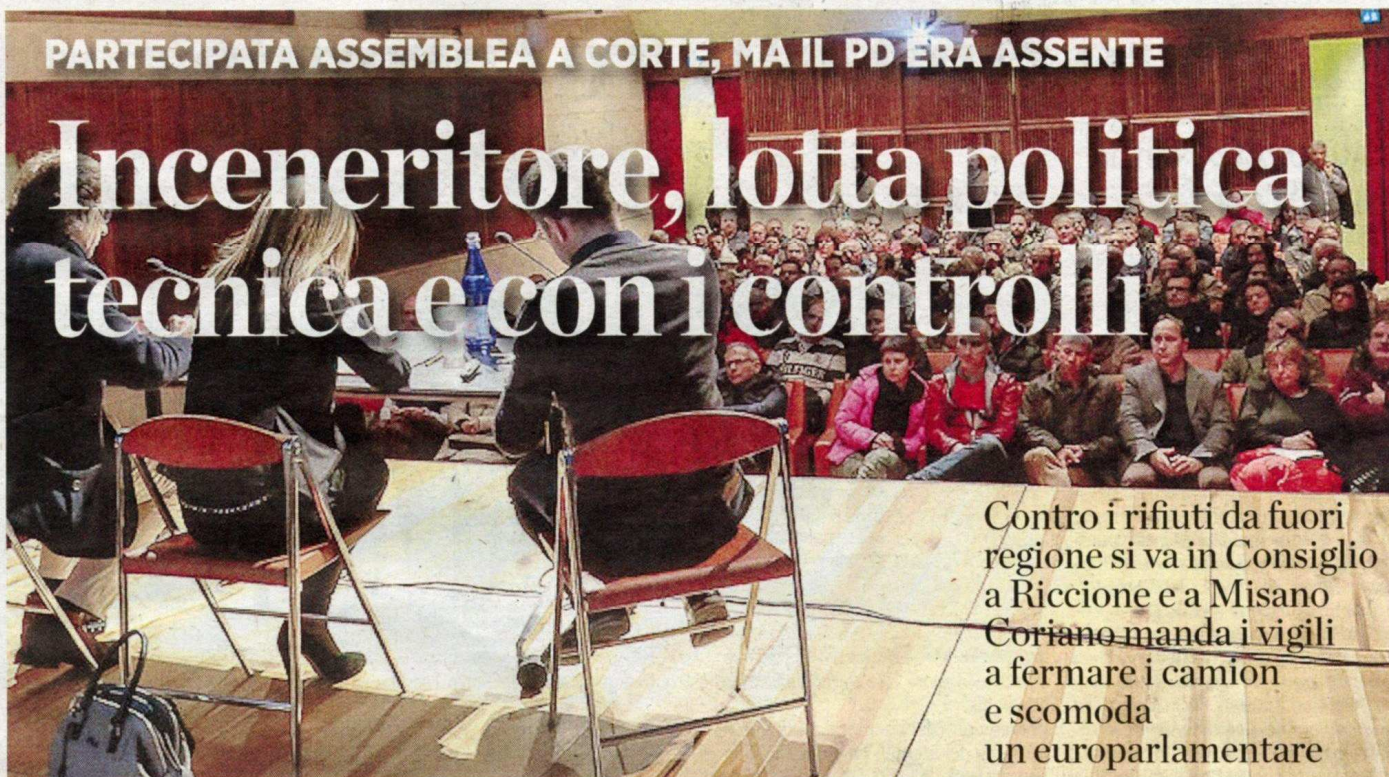 PARTECIPATA ASSEMBLEA A CORTE, MA IL PD ERA ASSENTE
Inceneritore, lotta politica
tecnica e con i controlli
Contro i rifiuti da fuori
regione si va in Consiglio
a Riccione e a Misano
Coriano manda i vigili
a fermare i camion
e scomoda
un europarlamentare